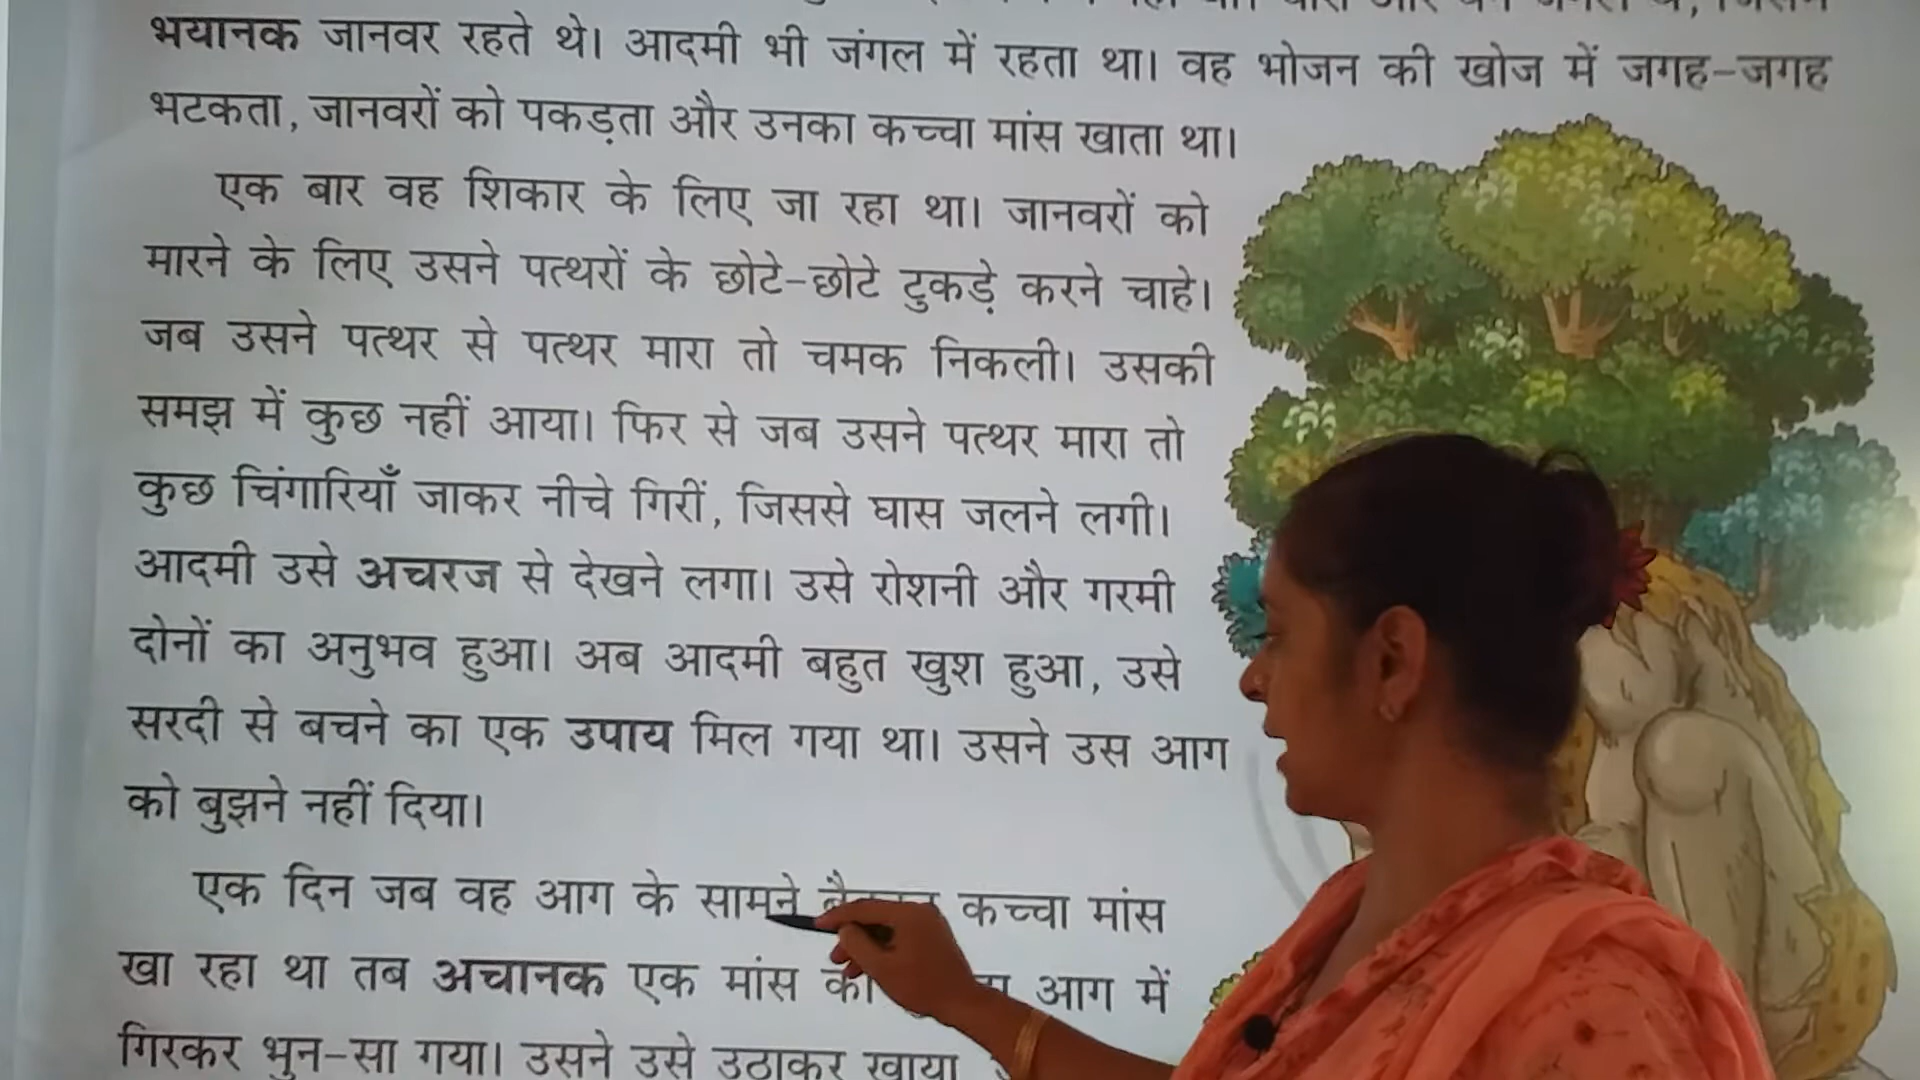 भयानक जानवर रहते थे। आदमी भी जंगल में रहता था। वह भोजन की खोज में जगह-जगह
भटकता, जानवरों को पकड़ता और उनका कच्चा मांस खाता था।
एक बार वह शिकार के लिए जा रहा था। जानवरों को
मारने के लिए उसने पत्थरों के छोटे-छोटे टुकड़े करने चाहे।
जब उसने पत्थर से पत्थर मारा तो चमक निकली। उसकी
समझ में कुछ नहीं आया। फिर से जब उसने पत्थर मारा तो
कुछ चिंगारियाँ जाकर नीचे गिरीं, जिससे घास जलने लगी।
आदमी उसे अचरज से देखने लगा। उसे रोशनी और गरमी
दोनों का अनुभव हुआ। अब आदमी बहुत खुश हुआ, उसे
सरदी से बचने का एक उपाय मिल गया था। उसने उस आग
को बुझने नहीं दिया।
एक दिन जब वह आग के सामने कच्चा मांस
खा रहा था तब अचानक एक मांस आग में
गिरकर भुन-सा गया। उसने उसे उठाकर खाया